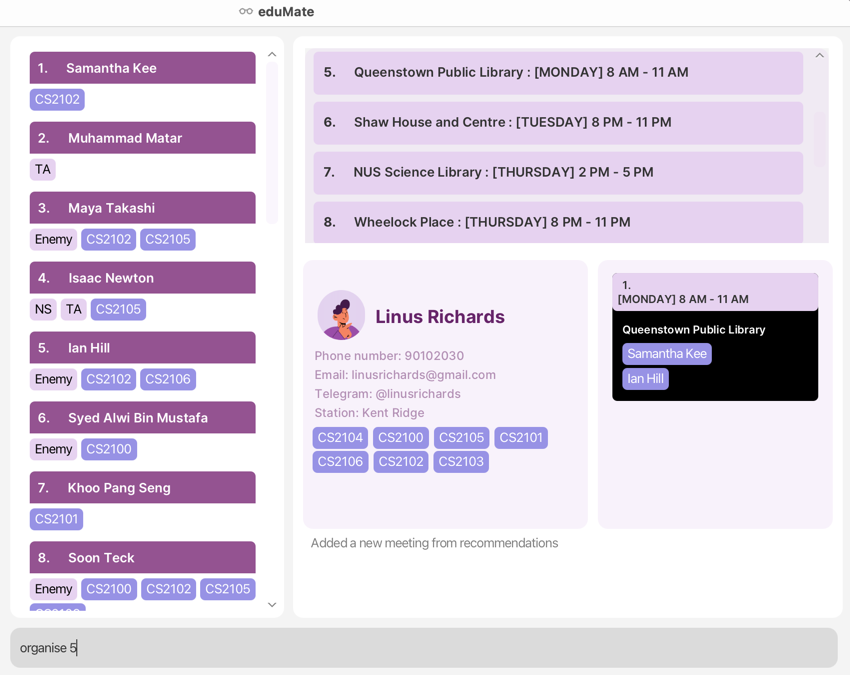 eduMate
1. Samantha Kee
CS2102
2. Muhammad Matar
TA
3. Maya Takashi
Enemy CS2102 CS2105
4. Isaac Newton
NS TA CS2105
5. Ian Hill
Enemy CS2102 CS2106
6. Syed Alwi Bin Mustafa
Enemy CS2100
7. Khoo Pang Seng
CS2101
8. Soon Teck
Enemy CS2100 CS2102 CS2105
5. Queenstown Public Library : [MONDAY] 8 AM - 11 AM
6. Shaw House and Centre : [TUESDAY] 8 PM - 11 PM
7. NUS Science Library : [THURSDAY] 2 PM - 5 PM
8. Wheelock Place : [THURSDAY] 8 PM - 11 PM
Linus Richards
Phone number: 90102030
Email: linusrichards@gmail.com
Telegram: @linusrichards
Station: Kent Ridge
CS2104 CS2100 CS2105 CS2101
CS2106 CS2102 CS2103
1.
[MONDAY] 8 AM - 11 AM
Queenstown Public Library
Samantha Kee
Ian Hill
Added a new meeting from recommendations
organise 5